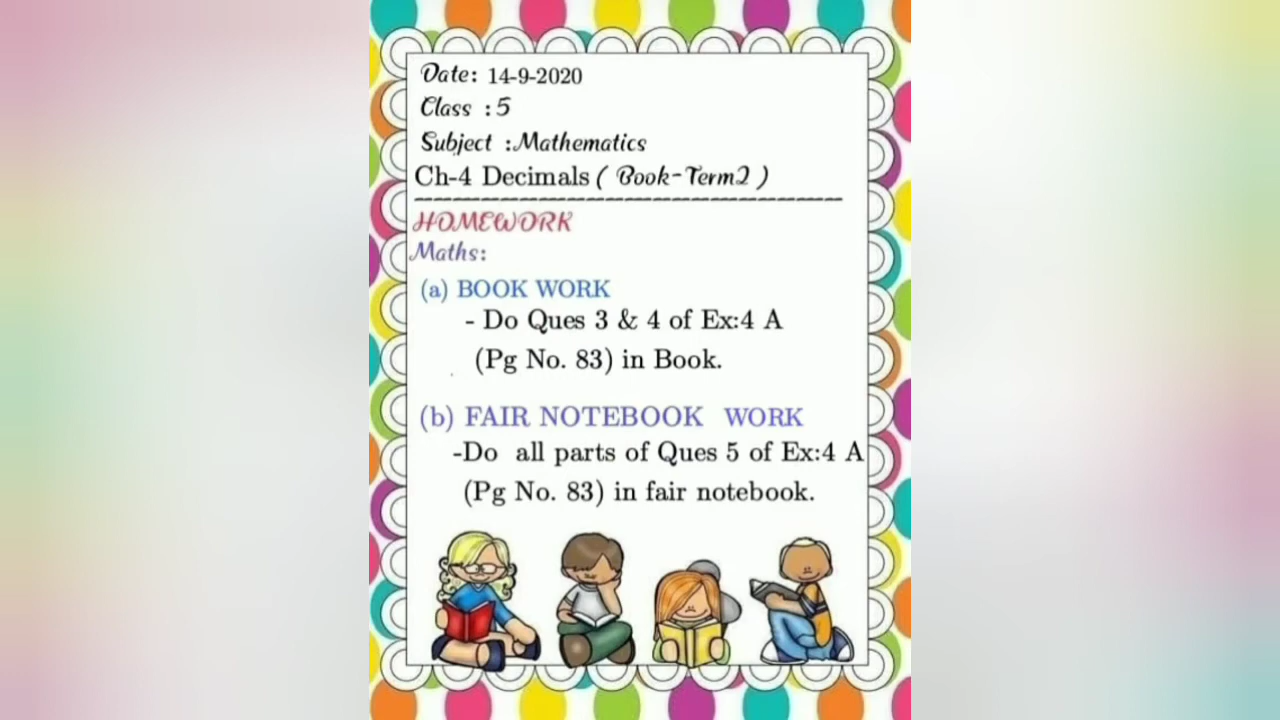 Date: 14-9-2020
Class : 5
Subject : Mathematics
Ch-4 Decimals ( Book-Term2 )
HOMEWORK
Maths:
(a) BOOK WORK
- Do Ques 3 & 4 of Ex:4 A
(Pg No. 83) in Book.
(b) FAIR NOTEBOOK WORK
-Do all parts of Ques 5 of Ex:4 A
(Pg No. 83) in fair notebook.